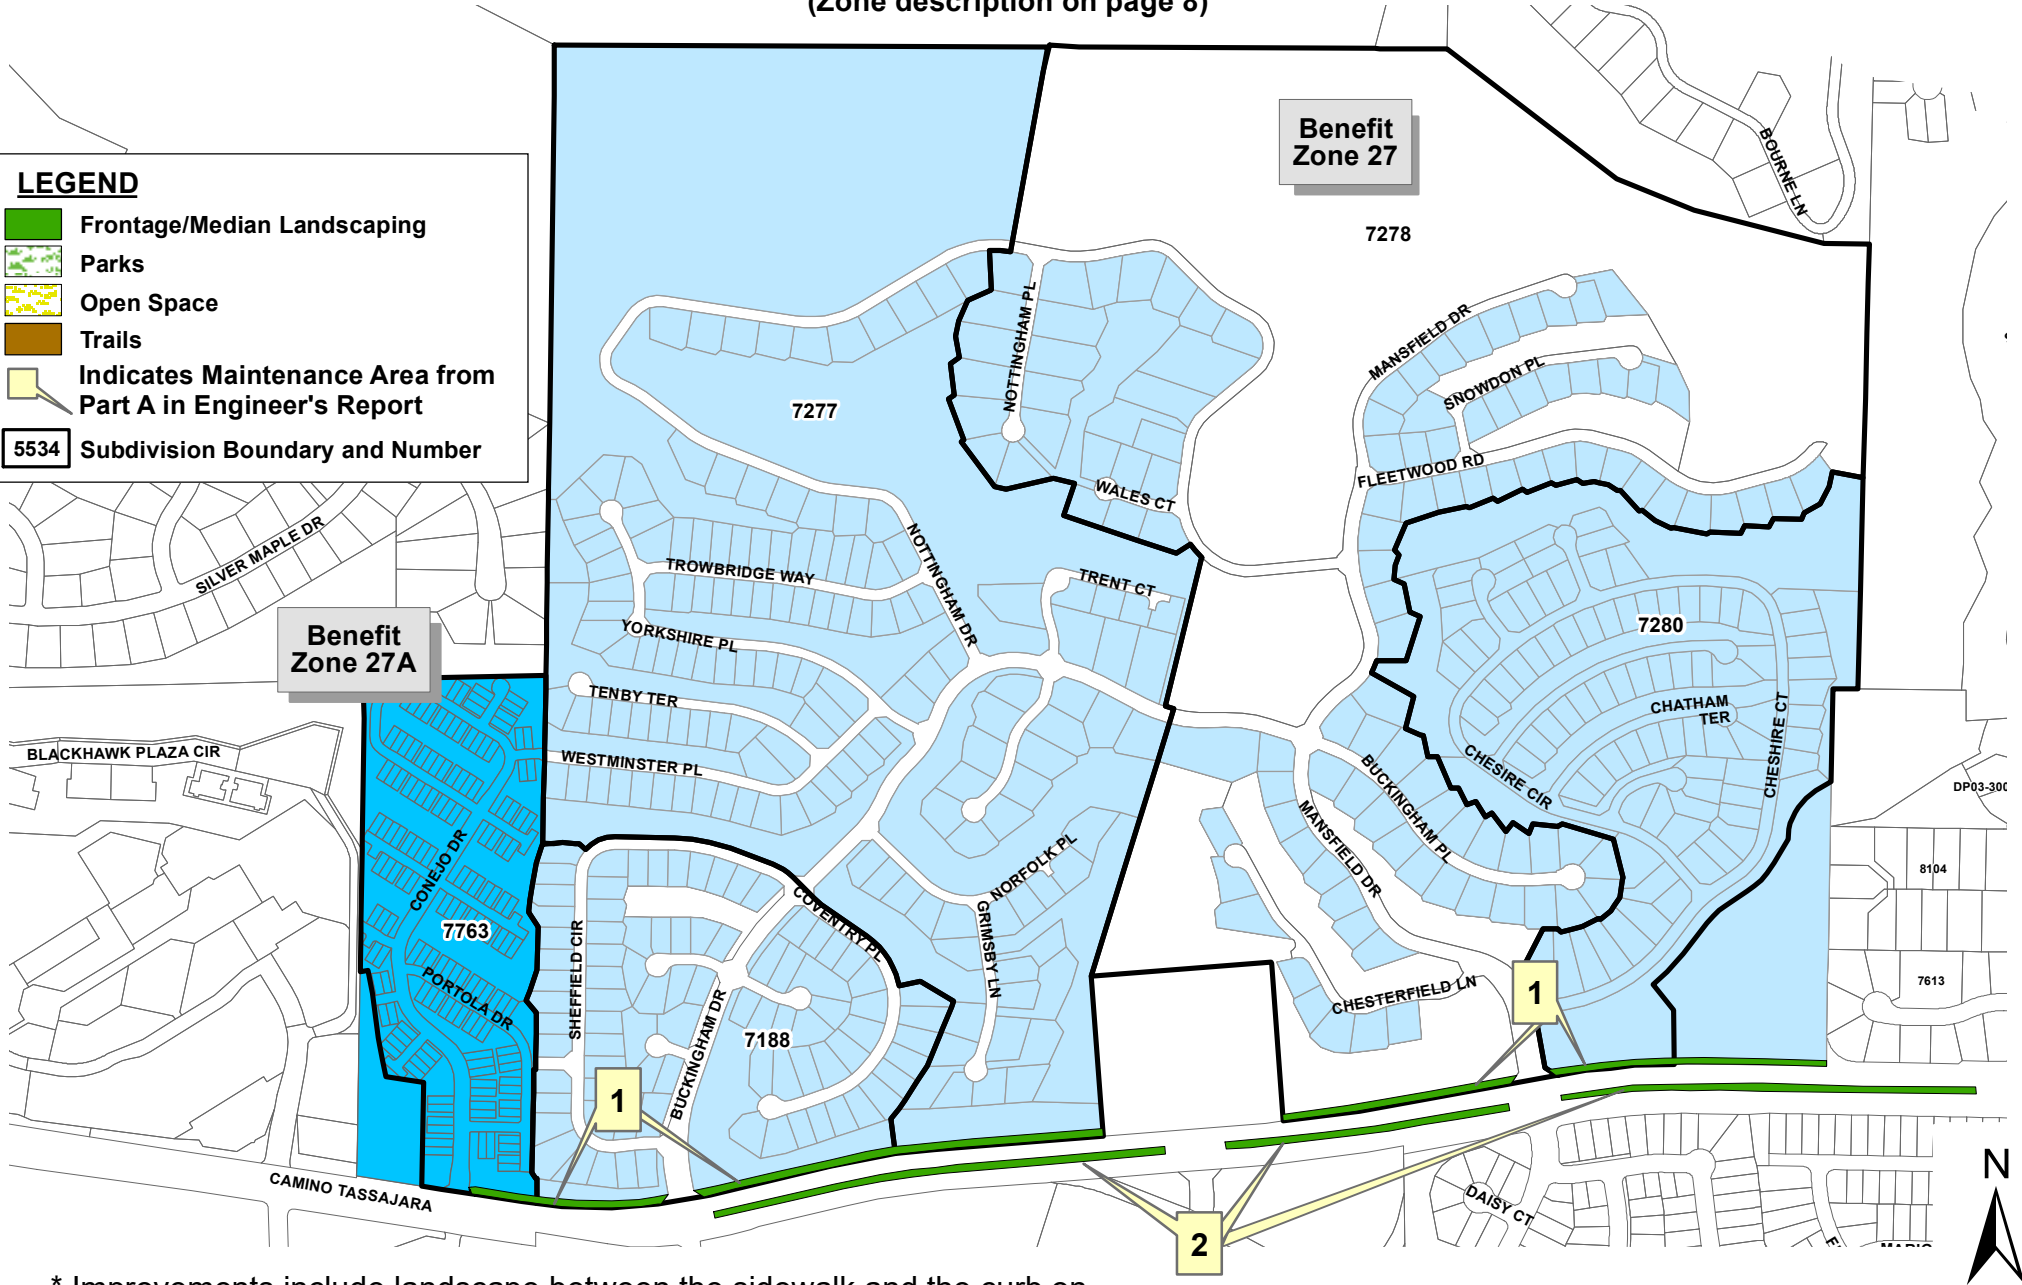 (Zone description on page 8)
LEGEND
Frontage/Median Landscaping
Parks
Open Space
Trails
Indicates Maintenance Area from
Part A in Engineer's Report
5534 Subdivision Boundary and Number
Benefit
Zone 27
7278
BOURNE LN
NOTTINGHAM PL
MANSFIELD DR
SNOWDON PL
7277
FLEETWOOD RD
WALES CT
SILVER MAPLE DR
NOTTINGHAM DR
TROWBRIDGE WAY
TRENT CT
Benefit
Zone 27A
YORKSHIRE PL
7280
TENBY TER
CHATHAM
TER
CHESHIRE CT
BLACKHAWK PLAZA CIR
WESTMINSTER PL
CHESIRE CIR
BUCKINGHAM PL
DP03-300
MANSFIELD DR
CONEJO DR
NORFOLK PL
8104
COVENTRY PL
7763
SHEFFIELD CIR
GRIMSBY LN
PORTOLA DR
CHESTERFIELD LN
1
7613
BUCKINGHAM DR
7188
1
CAMINO TASSAJARA
DAISY CT
2
N
* Improvements include landscape between the sidewalk and the curb on